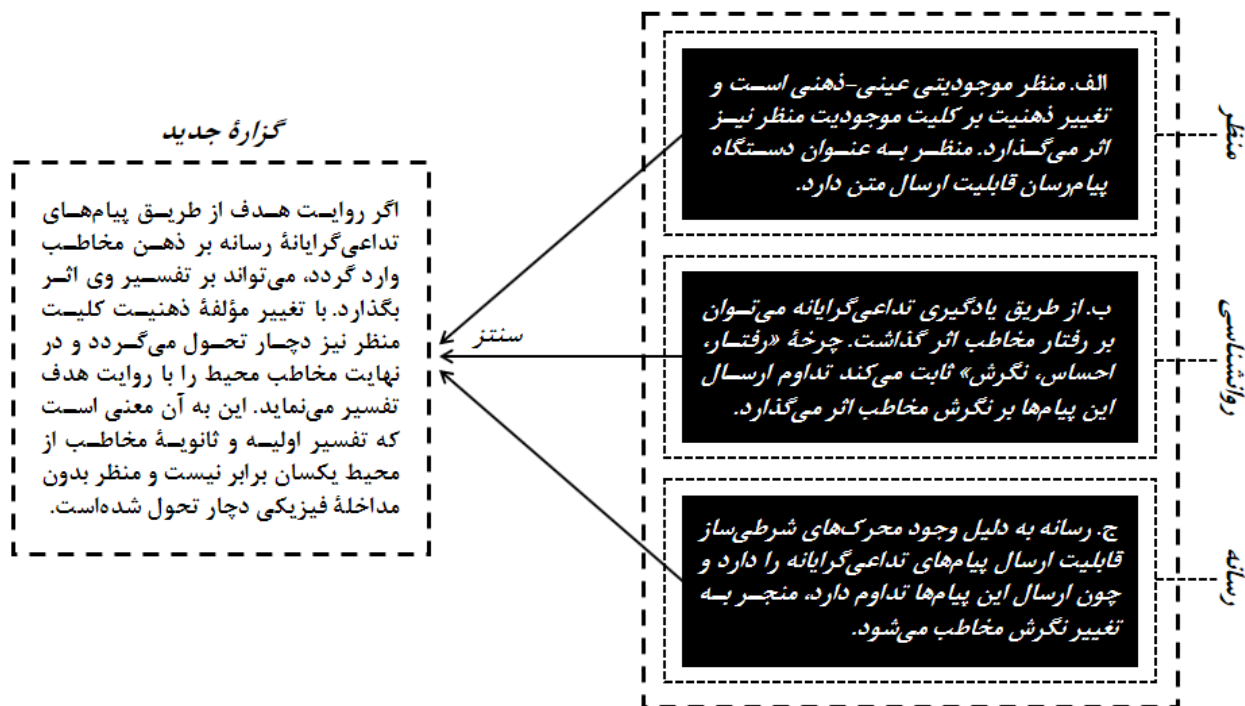 منظر
الف. منظر موجودیتی عینی-ذهنی است و
تغییر ذهنیت بر کلیت موجودیت منظر نیز
اثر می‌گذارد. منظر به عنوان دستگاه
پیام‌رسان قابلیت ارسال متن دارد.
روانشناسی
ب. از طریق یادگیری تداعی‌گرایانه می‌توان
بر رفتار مخاطب اثر گذاشت. چرخهٔ «رفتار،
احساس، نگرش» ثابت می‌کند تداوم ارسال
این پیام‌ها بر نگرش مخاطب اثر می‌گذارد.
رسانه
ج. رسانه به دلیل وجود محرک‌های شرطی‌ساز
قابلیت ارسال پیام‌های تداعی‌گرایانه را دارد و
چون ارسال این پیام‌ها تداوم دارد، منجر به
تغییر نگرش مخاطب می‌شود.
سنتز
گزارهٔ جدید
اگر روایت هدف از طریق پیام‌های
تداعی‌گرایانهٔ رسانه بر ذهن مخاطب
وارد گردد، می‌تواند بر تفسیر وی اثر
بگذارد. با تغییر مؤلفهٔ ذهنیت کلیت
منظر نیز دچار تحول می‌گردد و در
نهایت مخاطب محیط را با روایت هدف
تفسیر می‌نماید. این به آن معنی است
که تفسیر اولیه و ثانویهٔ مخاطب از
محیط یکسان برابر نیست و منظر بدون
مداخلهٔ فیزیکی دچار تحول شده‌است.